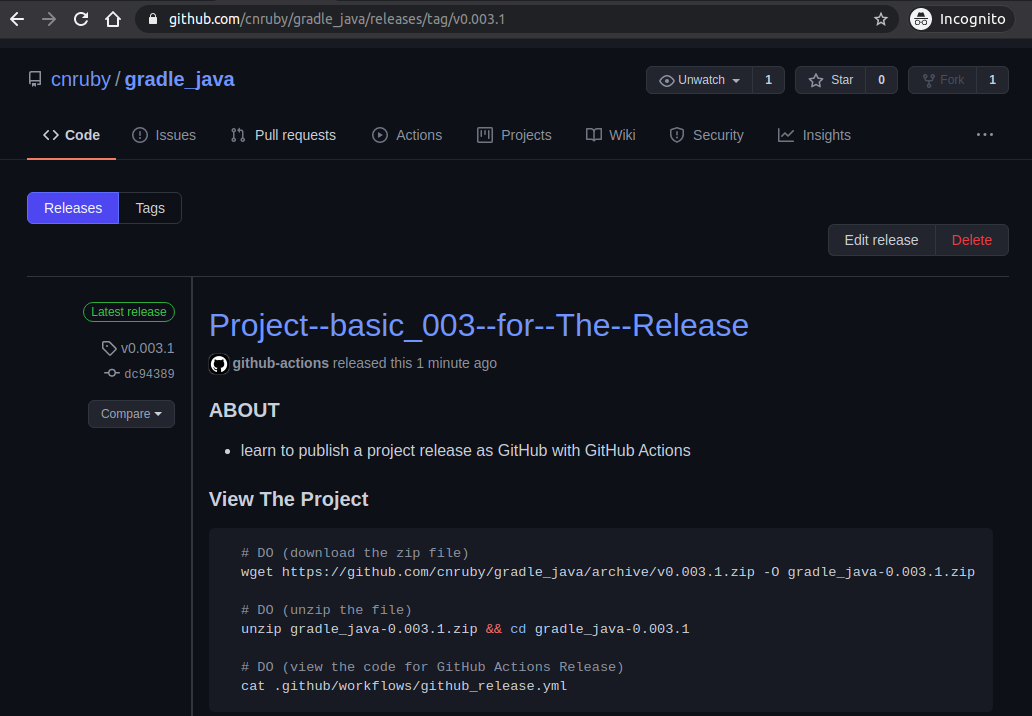 github.com/cnruby/gradle_java/releases/tag/v0.003.1
Incognito
cnruby / gradle_java
Unwatch 1 Star 0 Fork 1
Code Issues Pull requests Actions Projects Wiki Security Insights ...
Releases Tags
Edit release Delete
Latest release
v0.003.1
dc94389
Compare
Project--basic_003--for--The--Release
github-actions released this 1 minute ago
ABOUT
• learn to publish a project release as GitHub with GitHub Actions
View The Project
# DO (download the zip file)
wget https://github.com/cnruby/gradle_java/archive/v0.003.1.zip -O gradle_java-0.003.1.zip
# DO (unzip the file)
unzip gradle_java-0.003.1.zip && cd gradle_java-0.003.1
# DO (view the code for GitHub Actions Release)
cat .github/workflows/github_release.yml